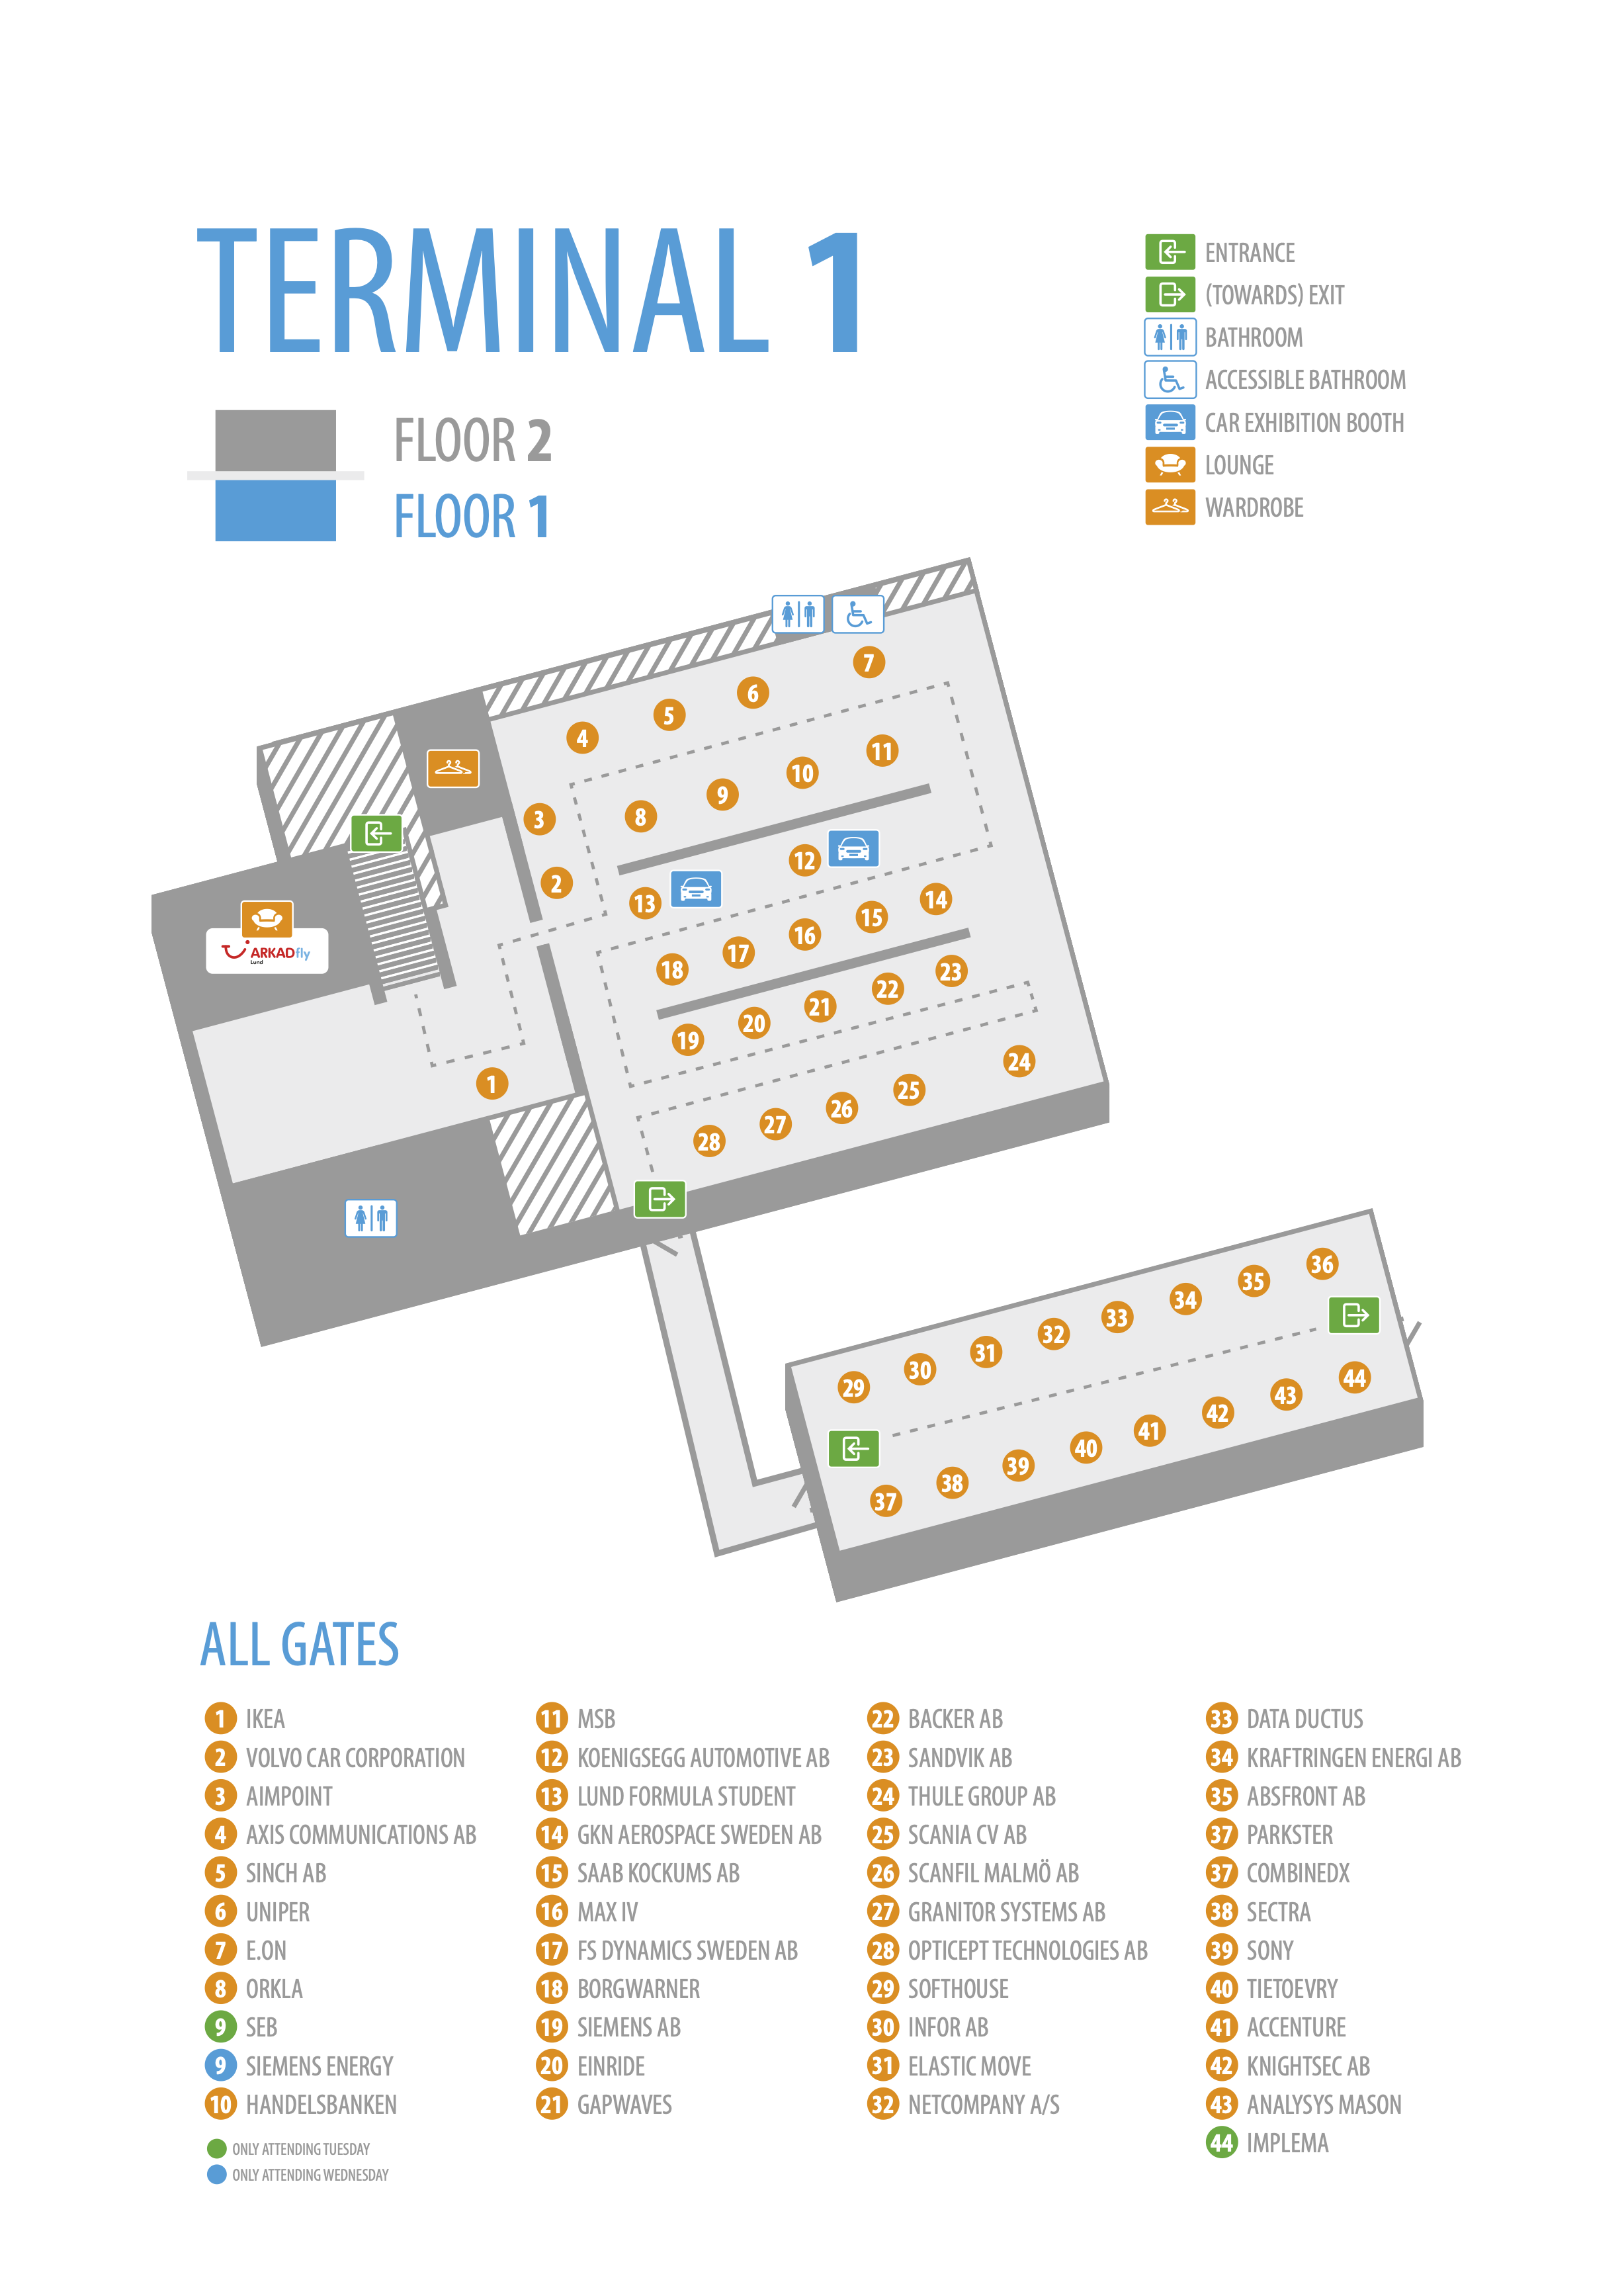 TERMINAL 1
FLOOR 2
FLOOR 1
ENTRANCE
(TOWARDS) EXIT
BATHROOM
ACCESSIBLE BATHROOM
CAR EXHIBITION BOOTH
LOUNGE
WARDROBE
7
6
5
4
11
10
9
8
3
12
2
13
14
15
16
17
18
ARKADfly
Lund
23
22
21
20
19
24
1
25
26
27
28
36
35
34
33
32
31
30
29
44
43
42
41
40
39
38
37
ALL GATES
1 IKEA
2 VOLVO CAR CORPORATION
3 AIMPOINT
4 AXIS COMMUNICATIONS AB
5 SINCH AB
6 UNIPER
7 E.ON
8 ORKLA
9 SEB
9 SIEMENS ENERGY
10 HANDELSBANKEN
ONLY ATTENDING TUESDAY
ONLY ATTENDING WEDNESDAY
11 MSB
12 KOENIGSEGG AUTOMOTIVE AB
13 LUND FORMULA STUDENT
14 GKN AEROSPACE SWEDEN AB
15 SAAB KOCKUMS AB
16 MAX IV
17 FS DYNAMICS SWEDEN AB
18 BORGWARNER
19 SIEMENS AB
20 EINRIDE
21 GAPWAVES
22 BACKER AB
23 SANDVIK AB
24 THULE GROUP AB
25 SCANIA CV AB
26 SCANFIL MALMÖ AB
27 GRANITOR SYSTEMS AB
28 OPTICEPT TECHNOLOGIES AB
29 SOFTHOUSE
30 INFOR AB
31 ELASTIC MOVE
32 NETCOMPANY A/S
33 DATA DUCTUS
34 KRAFTRINGEN ENERGI AB
35 ABSFRONT AB
37 PARKSTER
37 COMBINEDX
38 SECTRA
39 SONY
40 TIETOEVRY
41 ACCENTURE
42 KNIGHTSEC AB
43 ANALYSYS MASON
44 IMPLEMA